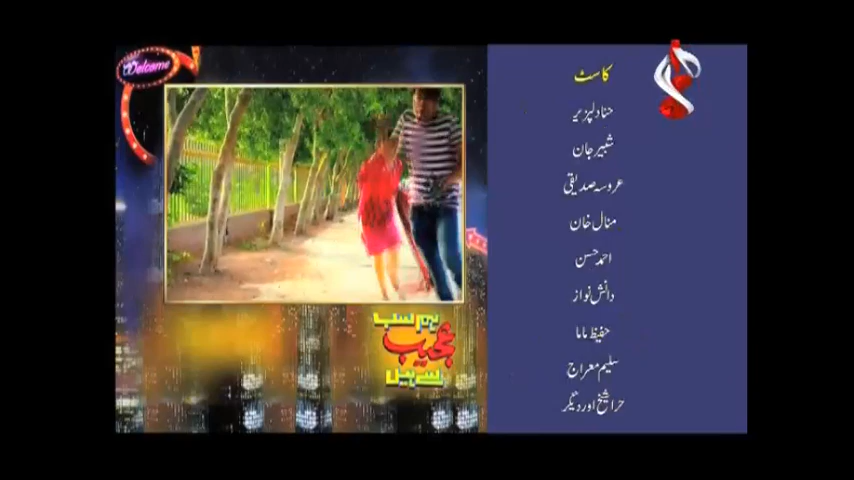 Welcome
ہم سب
عجیب
سے ہیں
کاسٹ
حنا دلپزیر
شبیر جان
عروسہ صدیقی
منال خان
احمد حسن
دانش نواز
حفیظ ماما
سلیم معراج
حرا شیخ اور دیگر